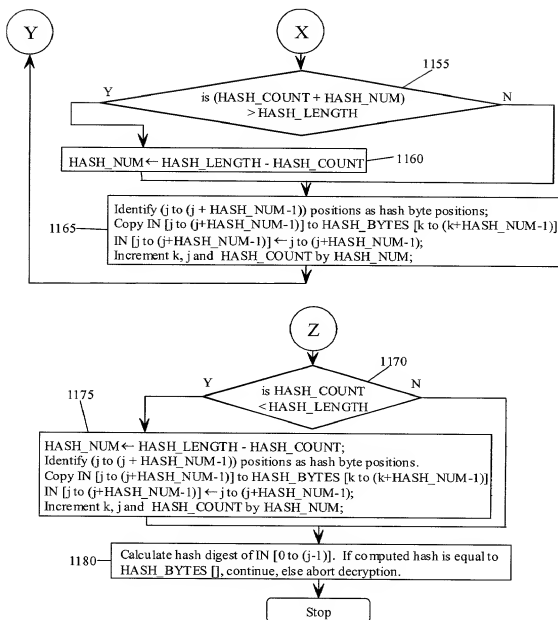 Y
X
1155
is (HASH_COUNT + HASH_NUM)
> HASH_LENGTH
Y
N
HASH_NUM ← HASH_LENGTH - HASH_COUNT
1160
1165
Identify (j to (j + HASH_NUM-1)) positions as hash byte positions;
Copy IN [j to (j+HASH_NUM-1)] to HASH_BYTES [k to (k+HASH_NUM-1)]
IN [j to (j+HASH_NUM-1)] ← j to (j+HASH_NUM-1);
Increment k, j and HASH_COUNT by HASH_NUM;
Z
1170
is HASH_COUNT
< HASH_LENGTH
Y
N
1175
HASH_NUM ← HASH_LENGTH - HASH_COUNT;
Identify (j to (j + HASH_NUM-1)) positions as hash byte positions.
Copy IN [j to (j+HASH_NUM-1)] to HASH_BYTES [k to (k+HASH_NUM-1)]
IN [j to (j+HASH_NUM-1)] ← j to (j+HASH_NUM-1);
Increment k, j and HASH_COUNT by HASH_NUM;
1180
Calculate hash digest of IN [0 to (j-1)]. If computed hash is equal to
HASH_BYTES [], continue, else abort decryption.
Stop